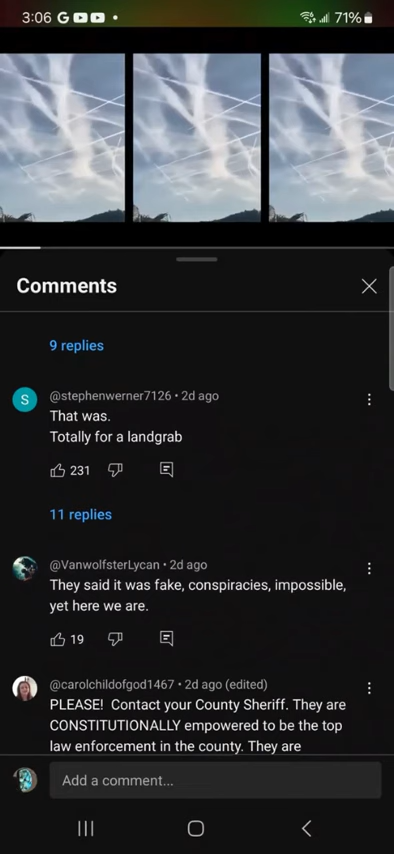 3:06 G 71%
Comments
9 replies
S @stephenwerner7126 • 2d ago
That was.
Totally for a landgrab
231
11 replies
@VanwolfsterLycan • 2d ago
They said it was fake, conspiracies, impossible,
yet here we are.
19
@carolchildofgod1467 • 2d ago (edited)
PLEASE! Contact your County Sheriff. They are
CONSTITUTIONALLY empowered to be the top
law enforcement in the county. They are
Add a comment...